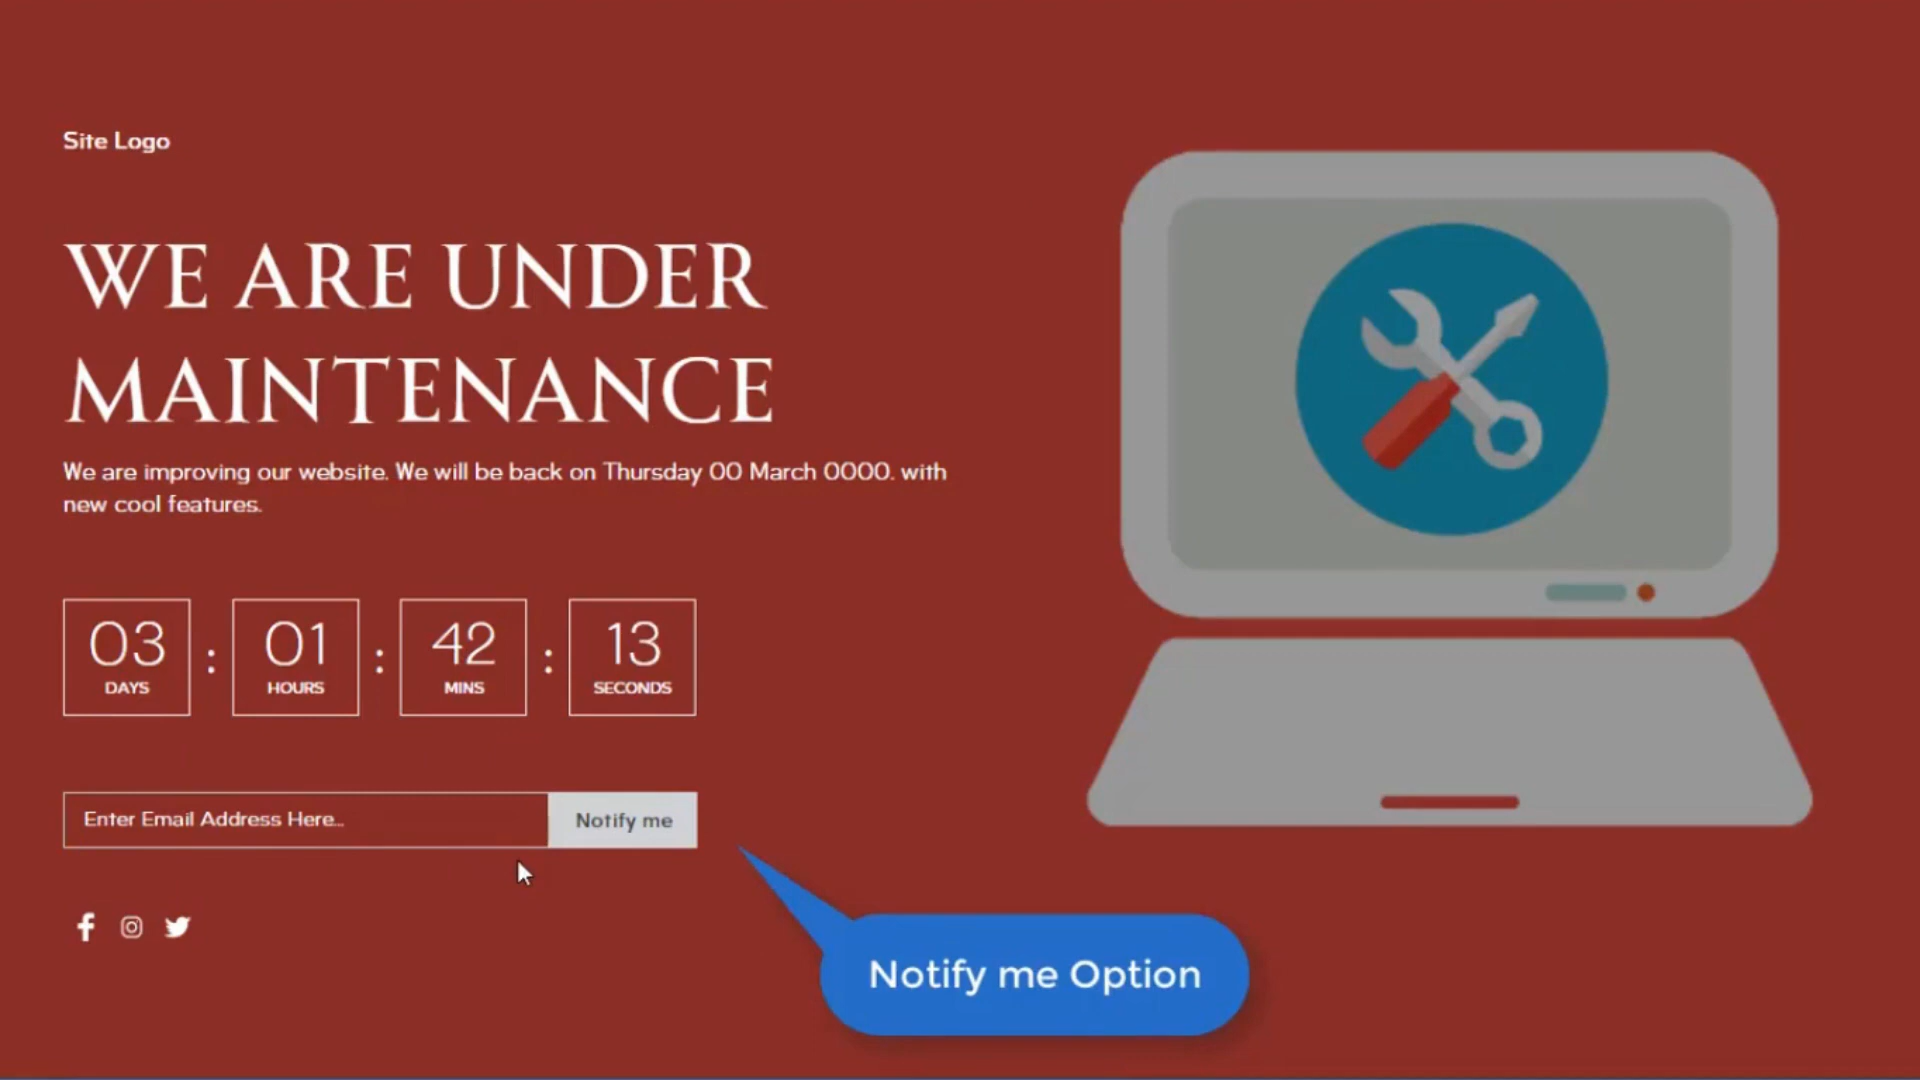 Site Logo
WE ARE UNDER
MAINTENANCE
We are improving our website. We will be back on Thursday 00 March 0000. with
new cool features.
03 : 01 : 42 : 13
DAYS HOURS MINS SECONDS
Enter Email Address Here... Notify me
Notify me Option